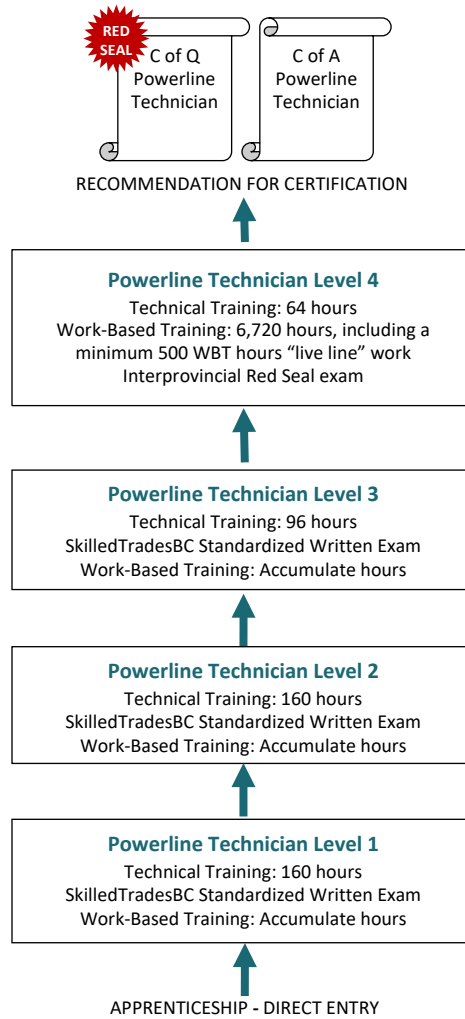 RED
SEAL
C of Q
Powerline
Technician
C of A
Powerline
Technician
RECOMMENDATION FOR CERTIFICATION
Powerline Technician Level 4
Technical Training: 64 hours
Work-Based Training: 6,720 hours, including a
minimum 500 WBT hours “live line” work
Interprovincial Red Seal exam
Powerline Technician Level 3
Technical Training: 96 hours
SkilledTradesBC Standardized Written Exam
Work-Based Training: Accumulate hours
Powerline Technician Level 2
Technical Training: 160 hours
SkilledTradesBC Standardized Written Exam
Work-Based Training: Accumulate hours
Powerline Technician Level 1
Technical Training: 160 hours
SkilledTradesBC Standardized Written Exam
Work-Based Training: Accumulate hours
APPRENTICESHIP - DIRECT ENTRY